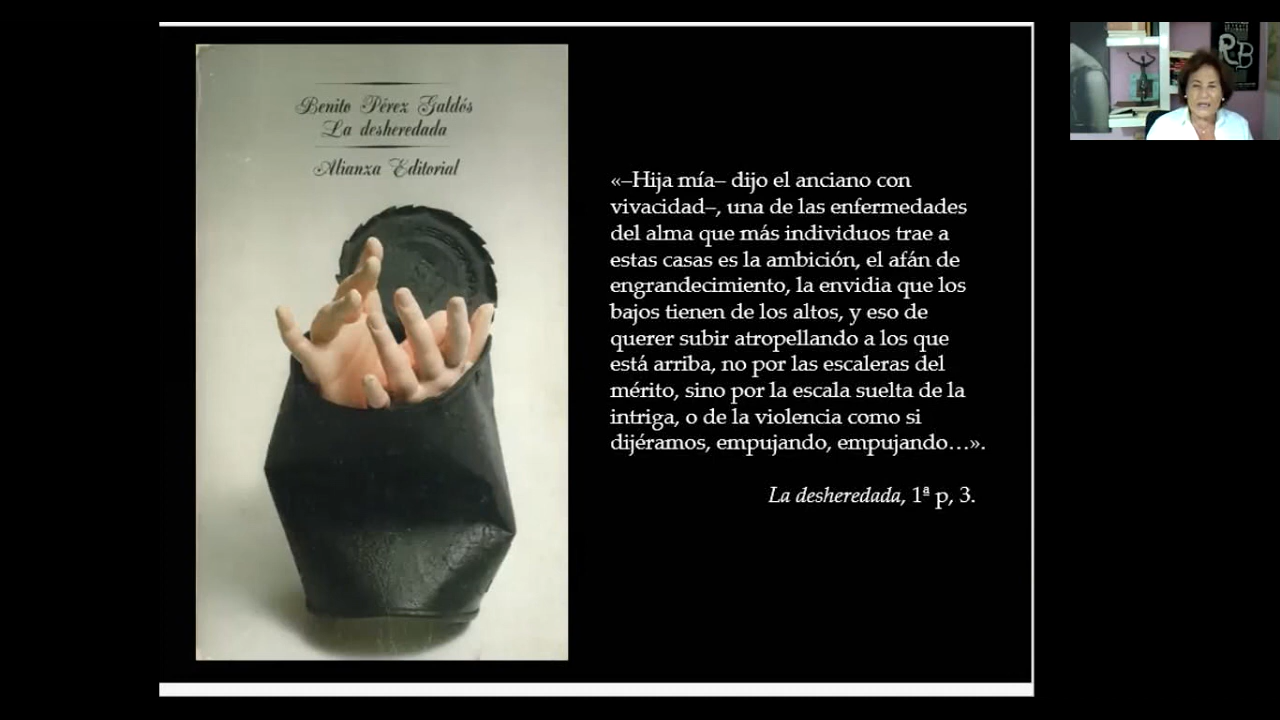 Benito Pérez Galdós
La desheredada
Alianza Editorial
«–Hija mía– dijo el anciano con
vivacidad–, una de las enfermedades
del alma que más individuos trae a
estas casas es la ambición, el afán de
engrandecimiento, la envidia que los
bajos tienen de los altos, y eso de
querer subir atropellando a los que
está arriba, no por las escaleras del
mérito, sino por la escala suelta de la
intriga, o de la violencia como si
dijéramos, empujando, empujando…».
La desheredada, 1ª p, 3.
RB